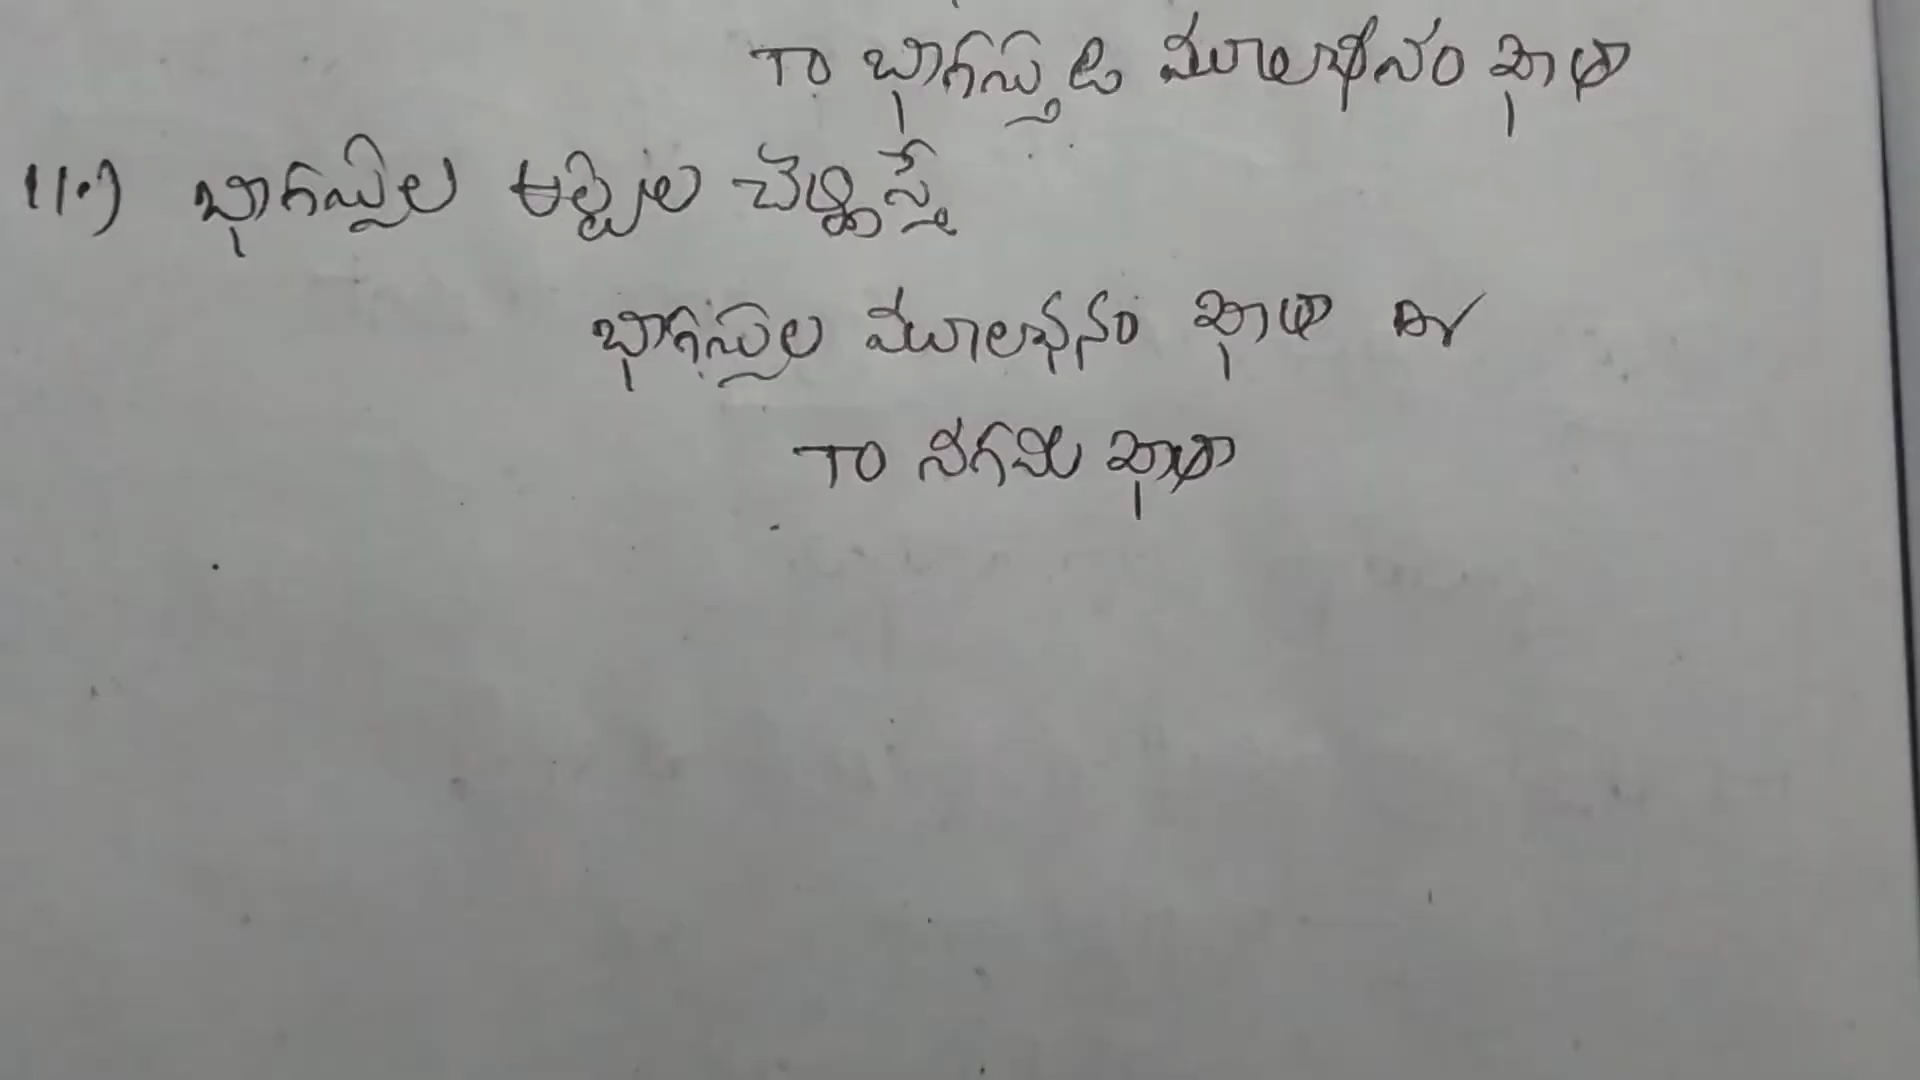 To భాగస్తుడి మూలధనం ఖాతా
11.) భాగస్తుల అప్పుల చెల్లిస్తే
భాగస్తుల మూలధనం ఖాతా Dr
To నగదు ఖాతా